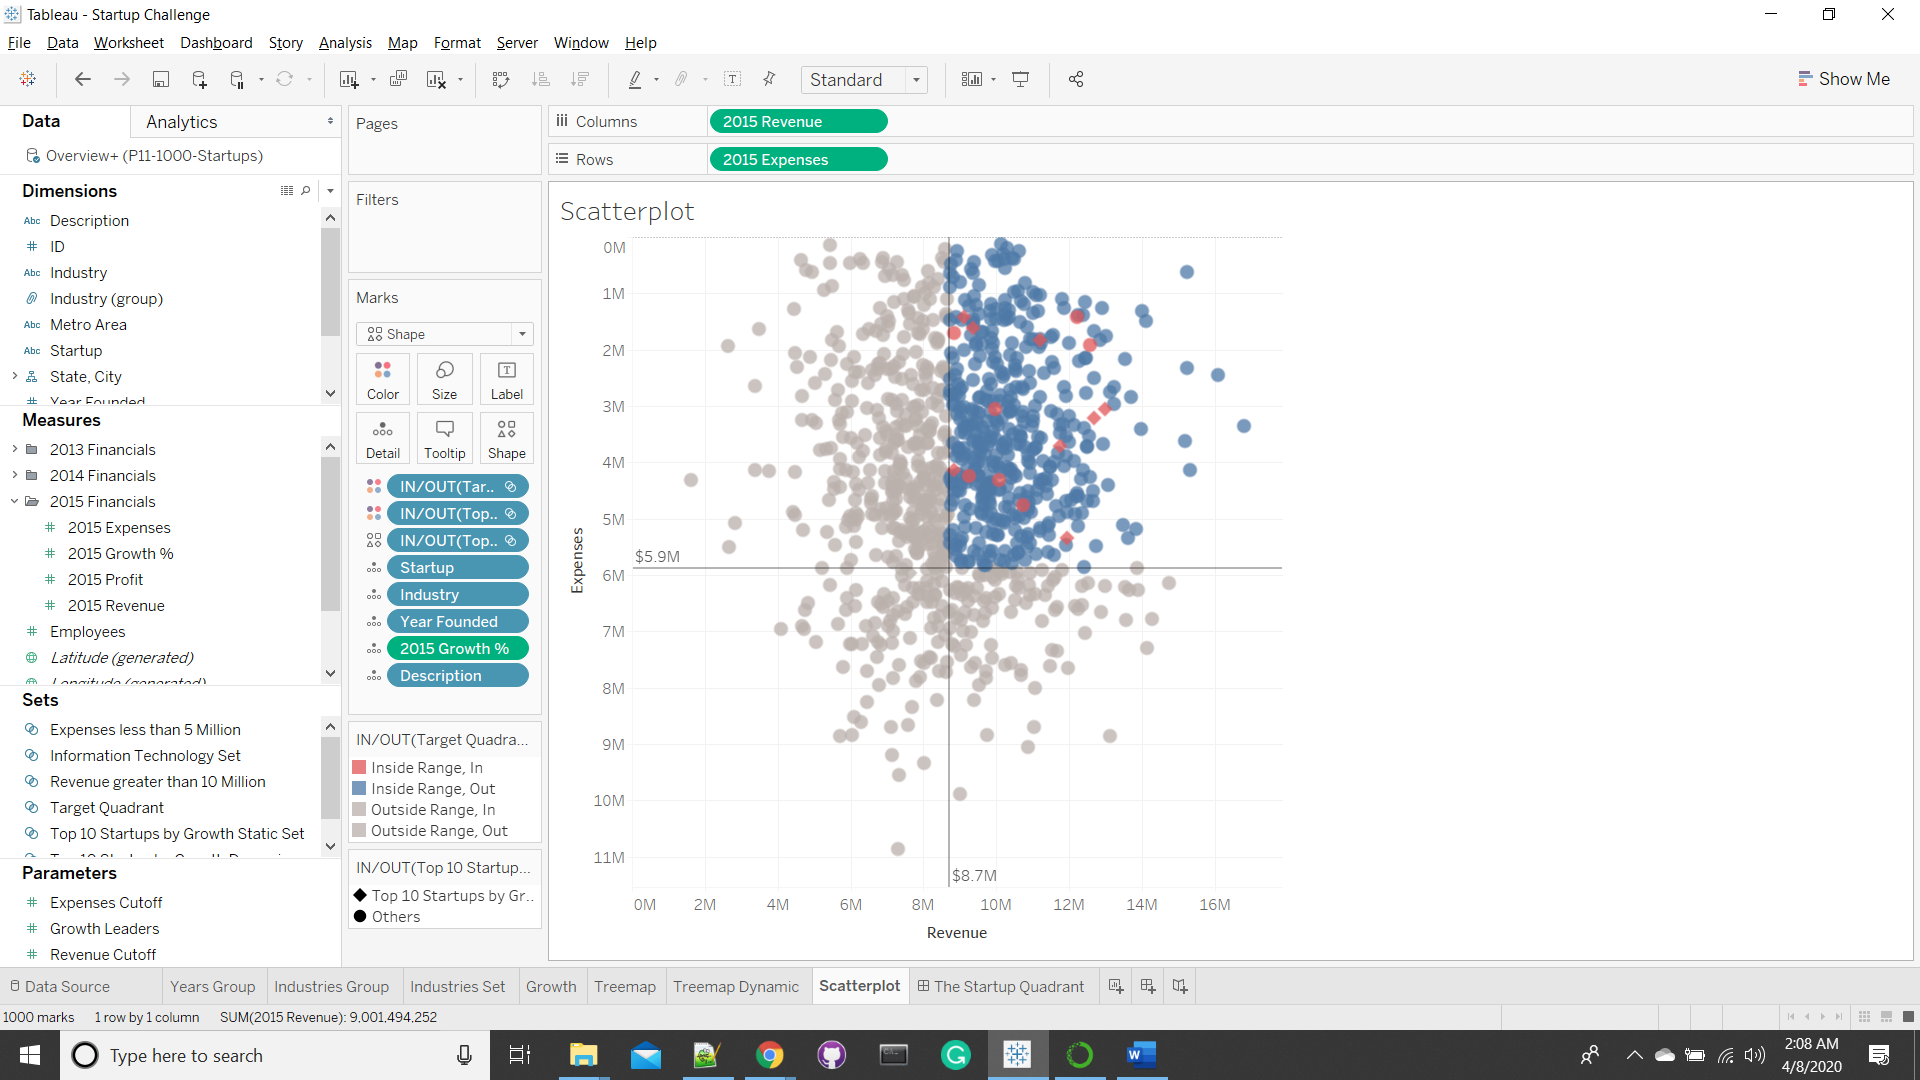 Tableau - Startup Challenge
File Data Worksheet Dashboard Story Analysis Map Format Server Window Help
Standard
Show Me
Data
Analytics
Overview+ (P11-1000-Startups)
Dimensions
Abc Description
# ID
Abc Industry
Industry (group)
Abc Metro Area
Abc Startup
State, City
# Year Founded
Measures
2013 Financials
2014 Financials
2015 Financials
# 2015 Expenses
# 2015 Growth %
# 2015 Profit
# 2015 Revenue
# Employees
Latitude (generated)
Longitude (generated)
Sets
Expenses less than 5 Million
Information Technology Set
Revenue greater than 10 Million
Target Quadrant
Top 10 Startups by Growth Static Set
Parameters
# Expenses Cutoff
# Growth Leaders
# Revenue Cutoff
Pages
Filters
Marks
Shape
Color Size Label
Detail Tooltip Shape
IN/OUT(Tar..
IN/OUT(Top..
IN/OUT(Top..
Startup
Industry
Year Founded
2015 Growth %
Description
IN/OUT(Target Quadra...
Inside Range, In
Inside Range, Out
Outside Range, In
Outside Range, Out
IN/OUT(Top 10 Startup...
Top 10 Startups by Gr..
Others
Columns
2015 Revenue
Rows
2015 Expenses
Scatterplot
0M
1M
2M
3M
4M
5M
6M
7M
8M
9M
10M
11M
Expenses
$5.9M
$8.7M
0M 2M 4M 6M 8M 10M 12M 14M 16M
Revenue
Data Source
Years Group
Industries Group
Industries Set
Growth
Treemap
Treemap Dynamic
Scatterplot
The Startup Quadrant
1000 marks 1 row by 1 column SUM(2015 Revenue): 9,001,494,252
Type here to search
2:08 AM
4/8/2020